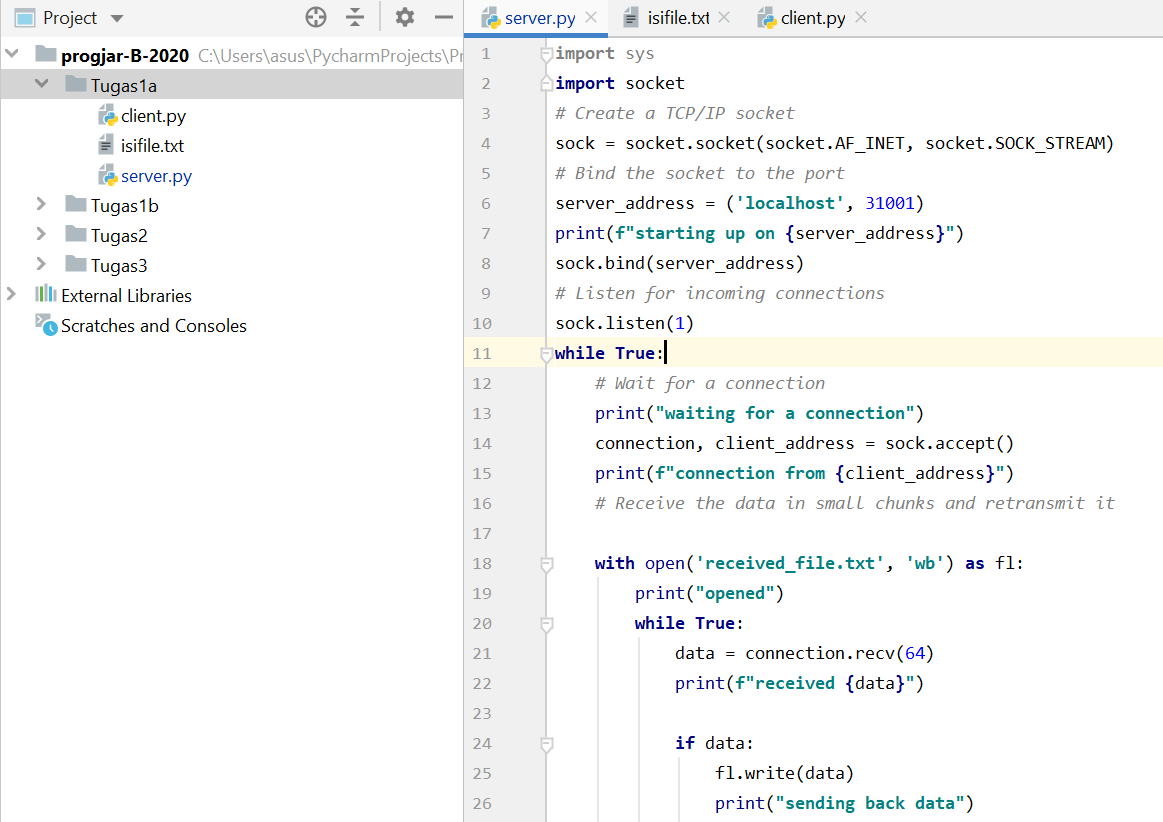 Project
progjar-B-2020 C:\Users\asus\PycharmProjects\Pr
Tugas1a
client.py
isifile.txt
server.py
Tugas1b
Tugas2
Tugas3
External Libraries
Scratches and Consoles
server.py isifile.txt client.py
1 import sys
2 import socket
3 # Create a TCP/IP socket
4 sock = socket.socket(socket.AF_INET, socket.SOCK_STREAM)
5 # Bind the socket to the port
6 server_address = ('localhost', 31001)
7 print(f"starting up on {server_address}")
8 sock.bind(server_address)
9 # Listen for incoming connections
10 sock.listen(1)
11 while True:
12 # Wait for a connection
13 print("waiting for a connection")
14 connection, client_address = sock.accept()
15 print(f"connection from {client_address}")
16 # Receive the data in small chunks and retransmit it
17
18 with open('received_file.txt', 'wb') as fl:
19 print("opened")
20 while True:
21 data = connection.recv(64)
22 print(f"received {data}")
23
24 if data:
25 fl.write(data)
26 print("sending back data")